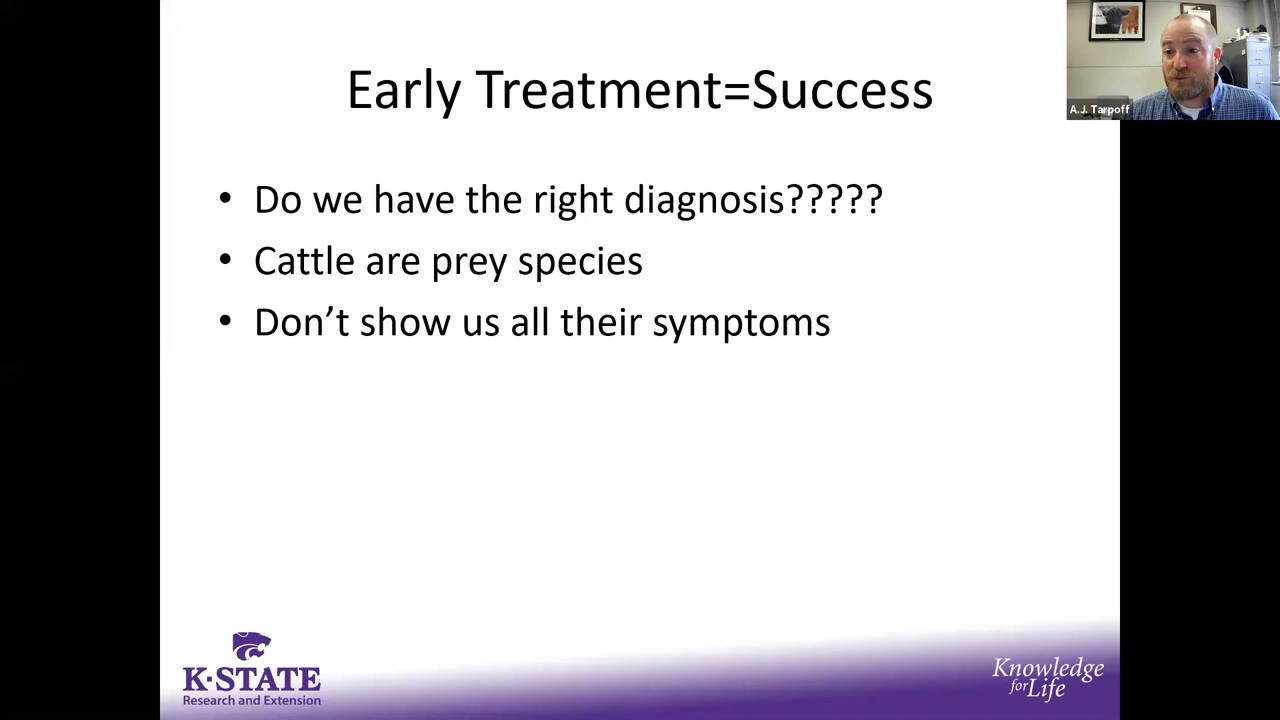 Early Treatment=Success
A.J. Tarpoff
• Do we have the right diagnosis?????
• Cattle are prey species
• Don’t show us all their symptoms
K-STATE
Research and Extension
Knowledge
for Life